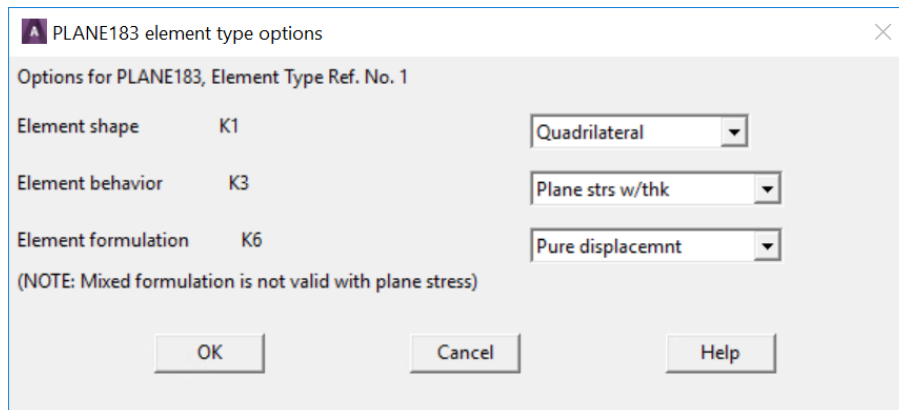 PLANE183 element type options
Options for PLANE183, Element Type Ref. No. 1
Element shape K1 Quadrilateral
Element behavior K3 Plane strs w/thk
Element formulation K6 Pure displacemnt
(NOTE: Mixed formulation is not valid with plane stress)
OK Cancel Help